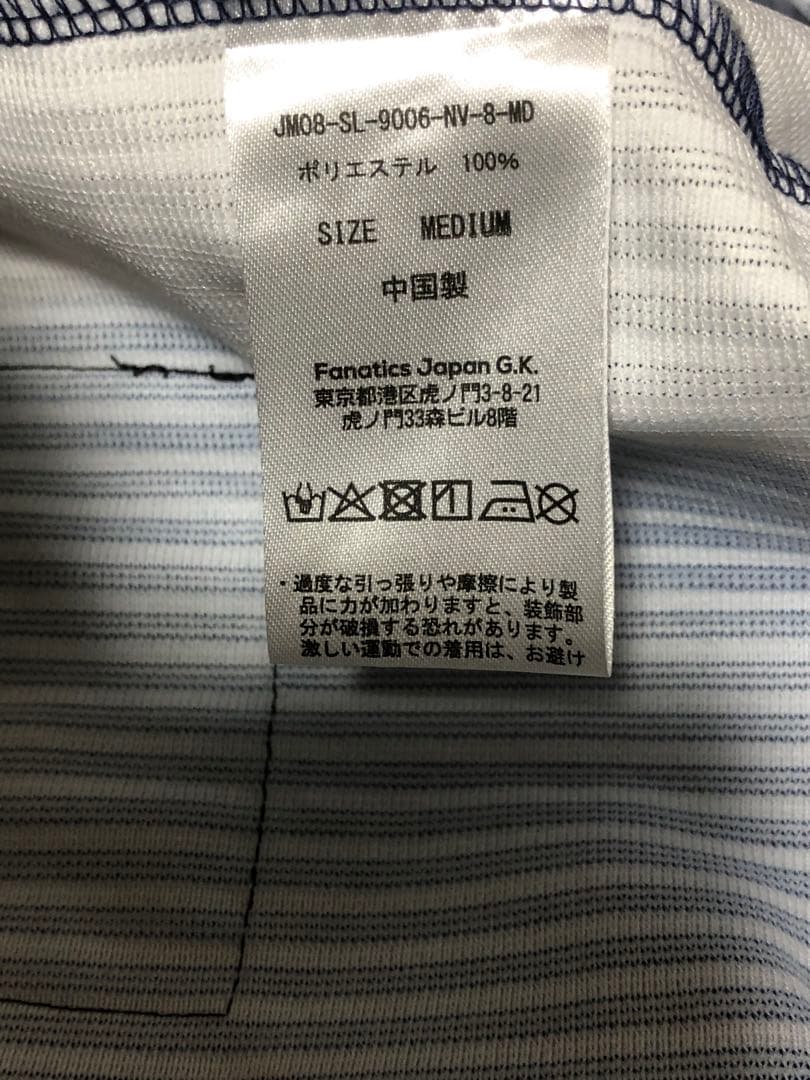 JM08-SL-9006-NV-8-MD
ポリエステル 100%
SIZE MEDIUM
中国製
Fanatics Japan G.K.
東京都港区虎ノ門3-8-21
虎ノ門33森ビル8階
・過度な引っ張りや摩擦により製
品に力が加わりますと、装飾部
分が破損する恐れがあります。
激しい運動での着用は、お避け